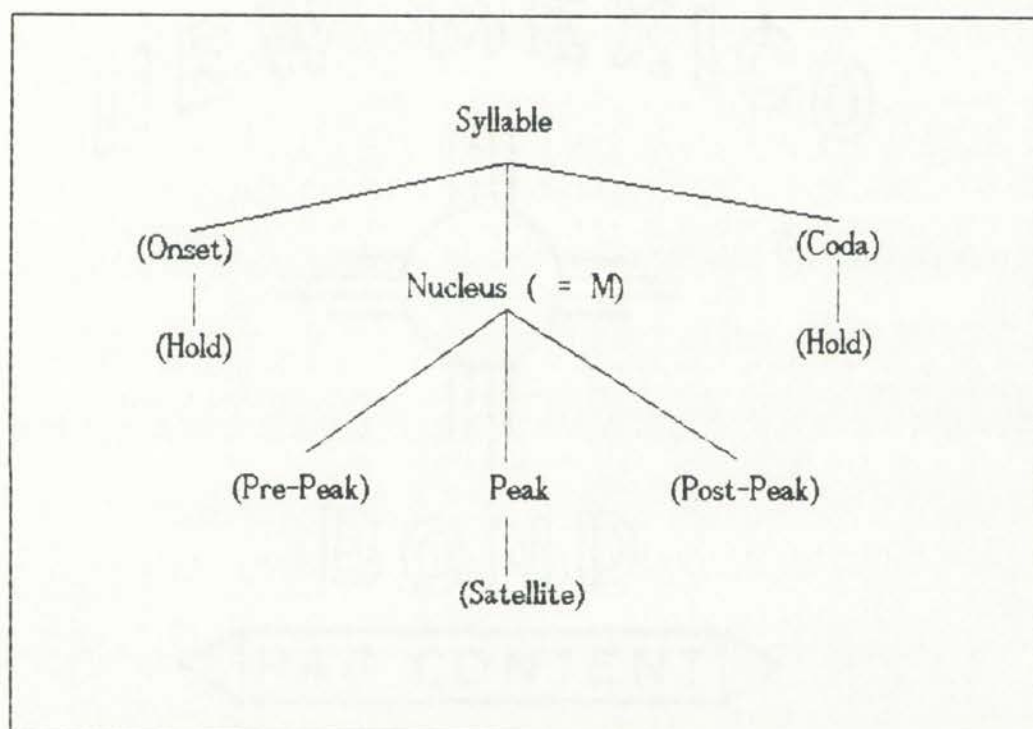 Syllable
(Onset)
(Coda)
Nucleus ( = M)
(Hold)
(Hold)
(Pre-Peak) Peak (Post-Peak)
(Satellite)